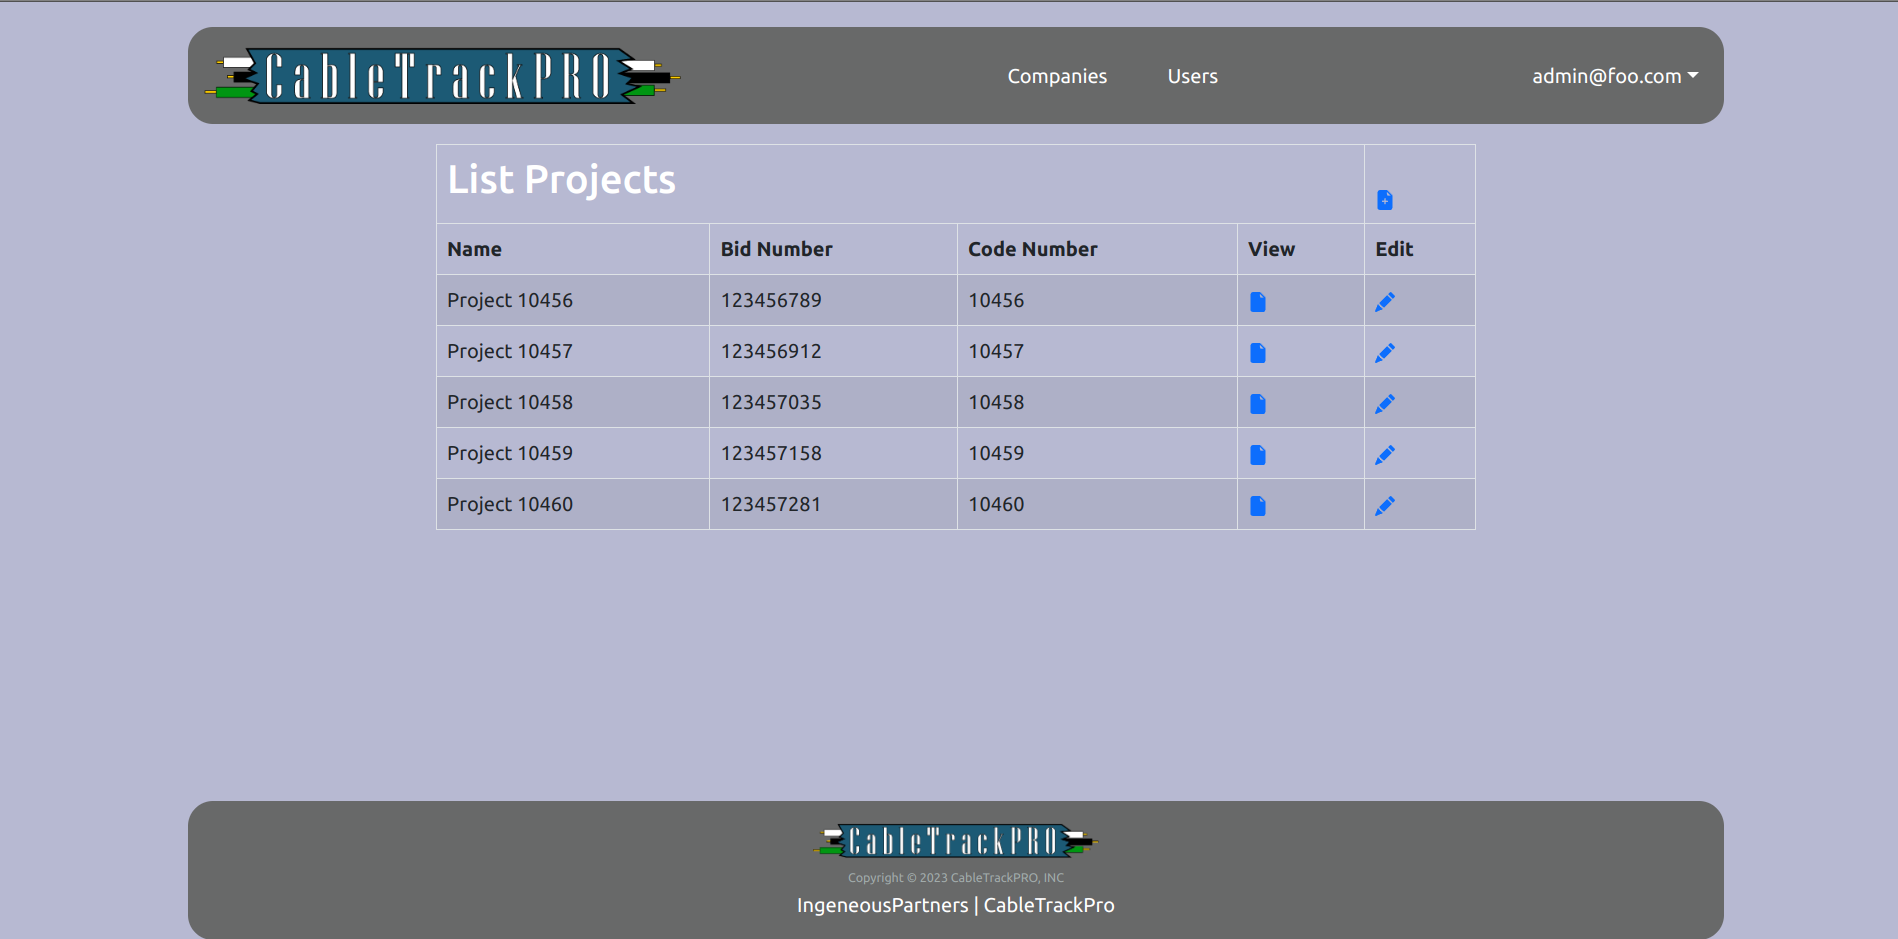 CableTrackPRO
Companies Users admin@foo.com
List Projects
Name Bid Number Code Number View Edit
Project 10456 123456789 10456
Project 10457 123456912 10457
Project 10458 123457035 10458
Project 10459 123457158 10459
Project 10460 123457281 10460
CableTrackPRO
Copyright © 2023 CableTrackPRO, INC
IngeneousPartners | CableTrackPro